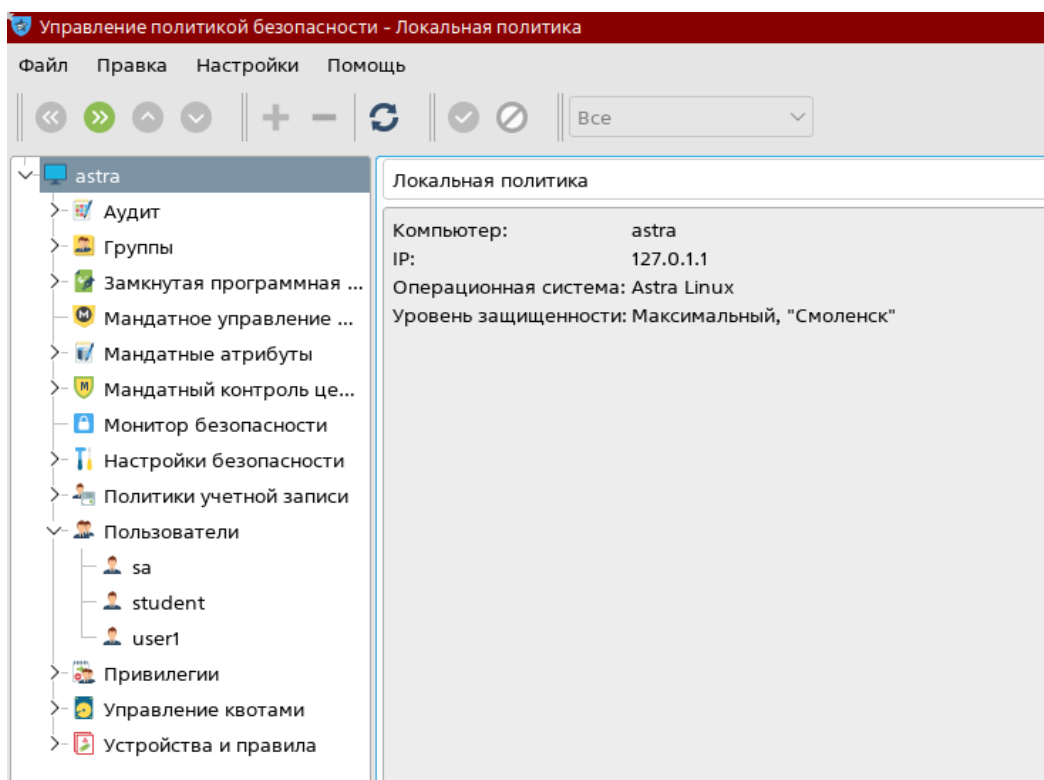 Управление политикой безопасности - Локальная политика
Файл Правка Настройки Помощь
Все
astra
Аудит
Группы
Замкнутая программная ...
Мандатное управление ...
Мандатные атрибуты
Мандатный контроль це...
Монитор безопасности
Настройки безопасности
Политики учетной записи
Пользователи
sa
student
user1
Привилегии
Управление квотами
Устройства и правила
Локальная политика
Компьютер: astra
IP: 127.0.1.1
Операционная система: Astra Linux
Уровень защищенности: Максимальный, "Смоленск"